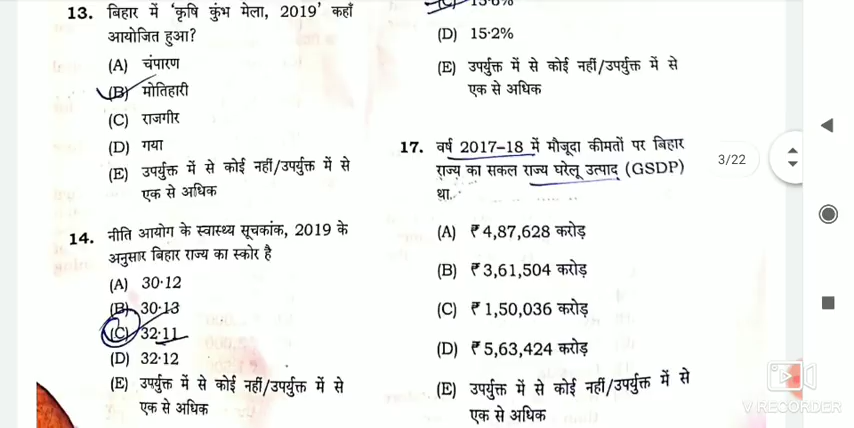 13. बिहार में ‘कृषि कुंभ मेला, 2019’ कहाँ
आयोजित हुआ?
(A) चंपारण
(B) मोतिहारी
(C) राजगीर
(D) गया
(E) उपर्युक्त में से कोई नहीं/उपर्युक्त में से
एक से अधिक
14. नीति आयोग के स्वास्थ्य सूचकांक, 2019 के
अनुसार बिहार राज्य का स्कोर है
(A) 30·12
(B) 30·13
(C) 32·11
(D) 32·12
(E) उपर्युक्त में से कोई नहीं/उपर्युक्त में से
एक से अधिक
(D) 15·2%
(E) उपर्युक्त में से कोई नहीं/उपर्युक्त में से
एक से अधिक
17. वर्ष 2017–18 में मौजूदा कीमतों पर बिहार
राज्य का सकल राज्य घरेलू उत्पाद (GSDP)
था
(A) ₹ 4,87,628 करोड़
(B) ₹ 3,61,504 करोड़
(C) ₹ 1,50,036 करोड़
(D) ₹ 5,63,424 करोड़
(E) उपर्युक्त में से कोई नहीं/उपर्युक्त में से
एक से अधिक
3/22
V RECORDER